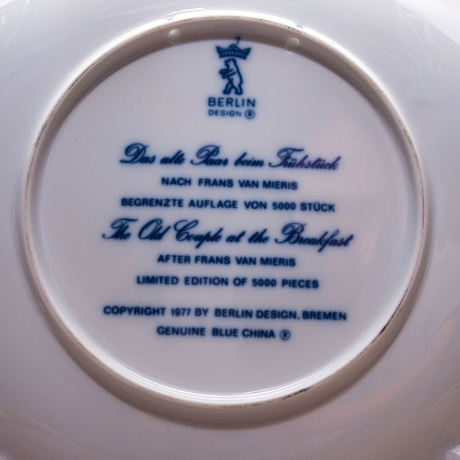 BERLIN
DESIGN ®
Das alte Paar beim Frühstück
NACH FRANS VAN MIERIS
BEGRENZTE AUFLAGE VON 5000 STÜCK
The Old Couple at the Breakfast
AFTER FRANS VAN MIERIS
LIMITED EDITION OF 5000 PIECES
COPYRIGHT 1977 BY BERLIN DESIGN. BREMEN
GENUINE BLUE CHINA ®